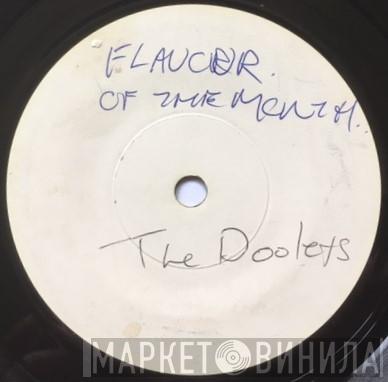 FLAVOUR.
OF THE MONTH..
The Dooleys
МАРКЕТ ВИНИЛА